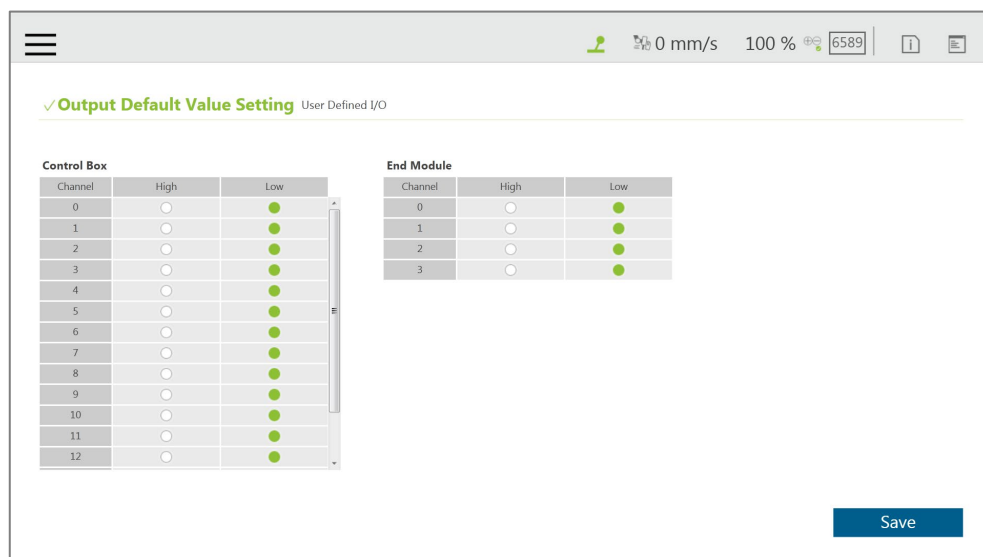 0 mm/s 100 % 6589
Output Default Value Setting User Defined I/O
Control Box
Channel High Low
0
1
2
3
4
5
6
7
8
9
10
11
12
End Module
Channel High Low
0
1
2
3
Save